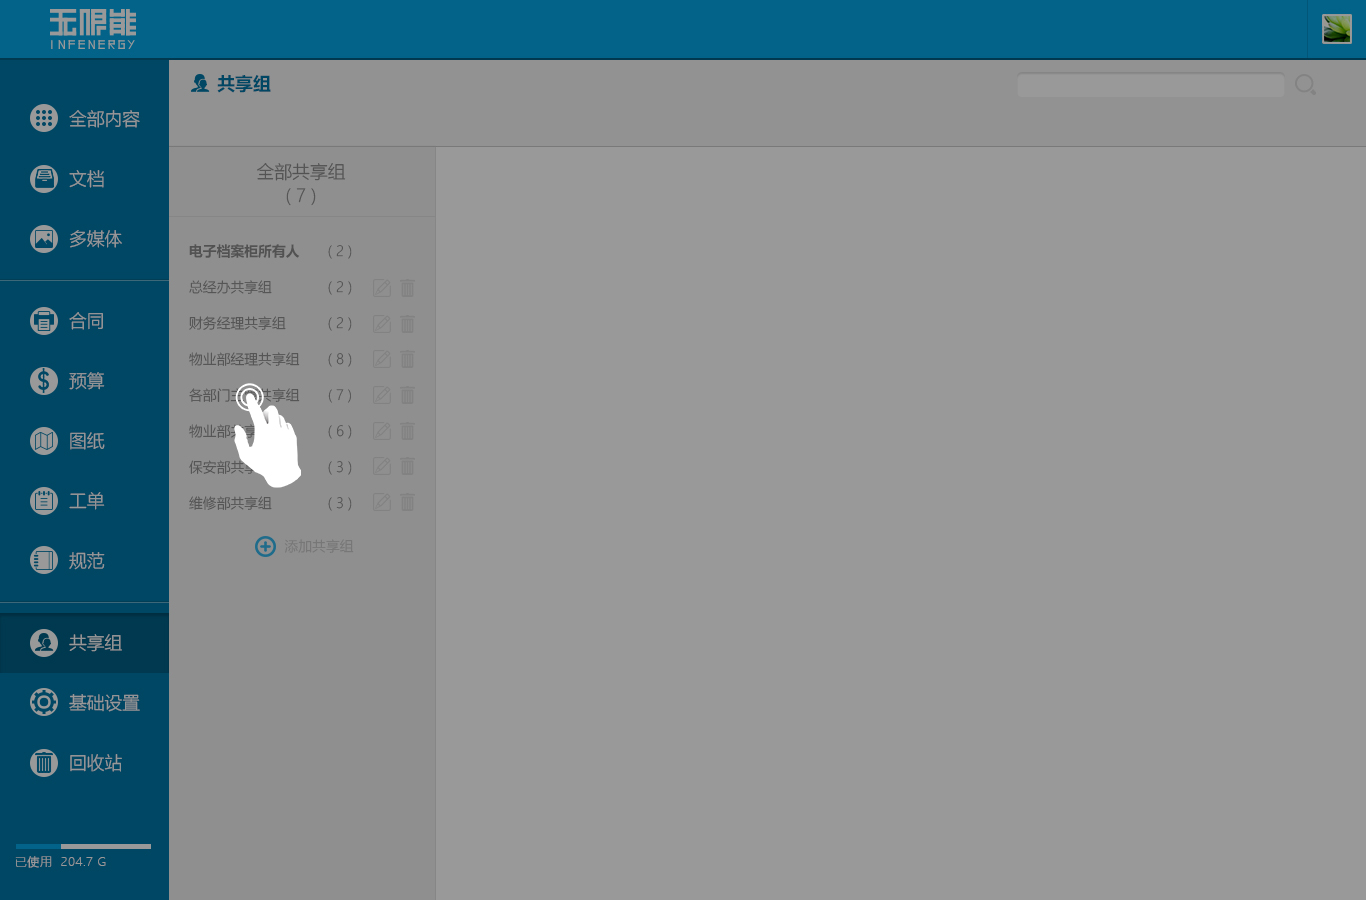 无限能
INFENERGY
全部内容
文档
多媒体
合同
预算
图纸
工单
规范
共享组
基础设置
回收站
已使用 204.7 G
共享组
全部共享组
( 7 )
电子档案柜所有人 ( 2 )
总经办共享组 ( 2 )
财务经理共享组 ( 2 )
物业部经理共享组 ( 8 )
各部门主共享组 ( 7 )
物业部共享 ( 6 )
保安部共 ( 3 )
维修部共享组 ( 3 )
添加共享组